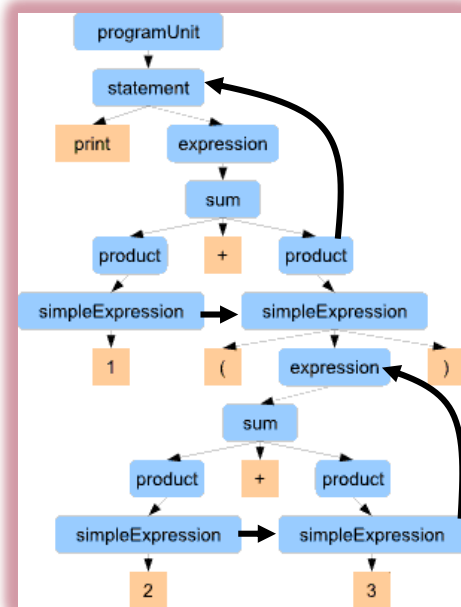 programUnit
statement
print expression
sum
product + product
simpleExpression simpleExpression
1 ( expression )
sum
product + product
simpleExpression simpleExpression
2 3